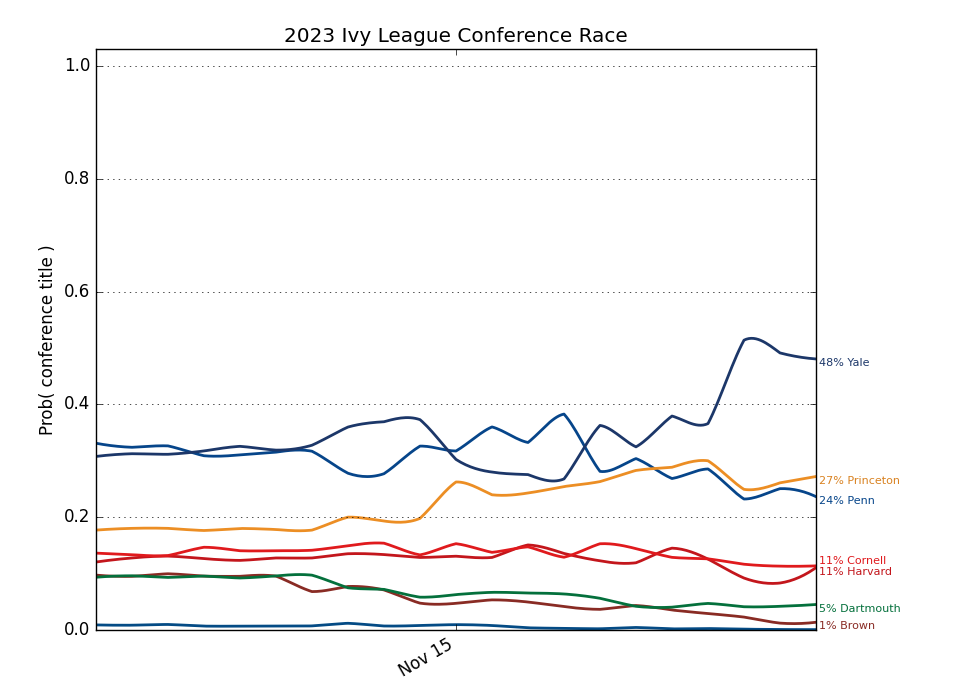 2023 Ivy League Conference Race
Prob( conference title )
1.0
0.8
0.6
0.4
0.2
0.0
Nov 15
48% Yale
27% Princeton
24% Penn
11% Cornell
11% Harvard
5% Dartmouth
1% Brown